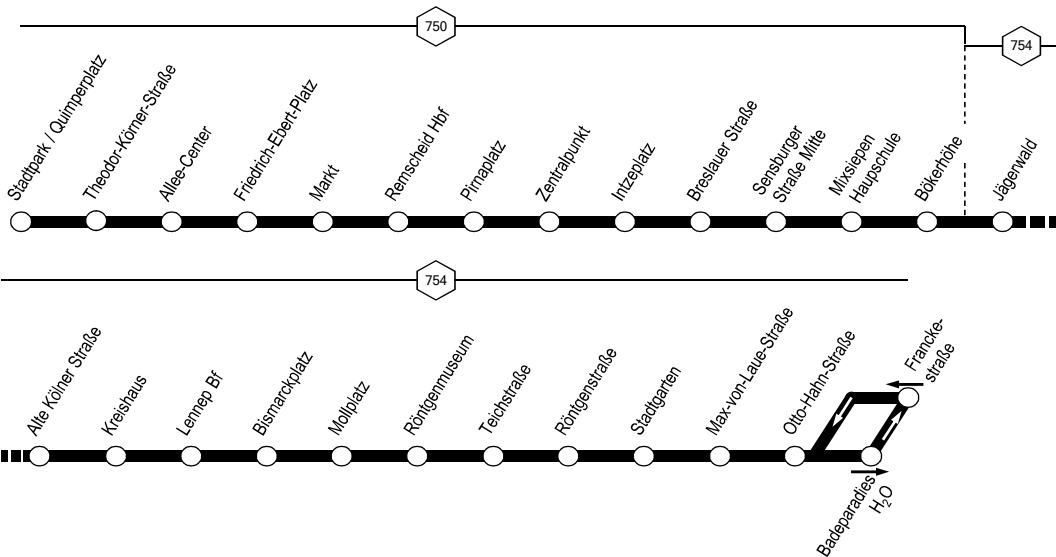 750
754
Stadtpark / Quimperplatz
Theodor-Körner-Straße
Allee-Center
Friedrich-Ebert-Platz
Markt
Remscheid Hbf
Pirnaplatz
Zentralpunkt
Intzeplatz
Breslauer Straße
Sensburger
Straße Mitte
Mixsiepen
Haupschule
Bökerhöhe
Jägerwald
754
Alte Kölner Straße
Kreishaus
Lennep Bf
Bismarckplatz
Mollplatz
Röntgenmuseum
Teichstraße
Röntgenstraße
Stadtgarten
Max-von-Laue-Straße
Otto-Hahn-Straße
Francke-
straße
Badeparadies
H₂O